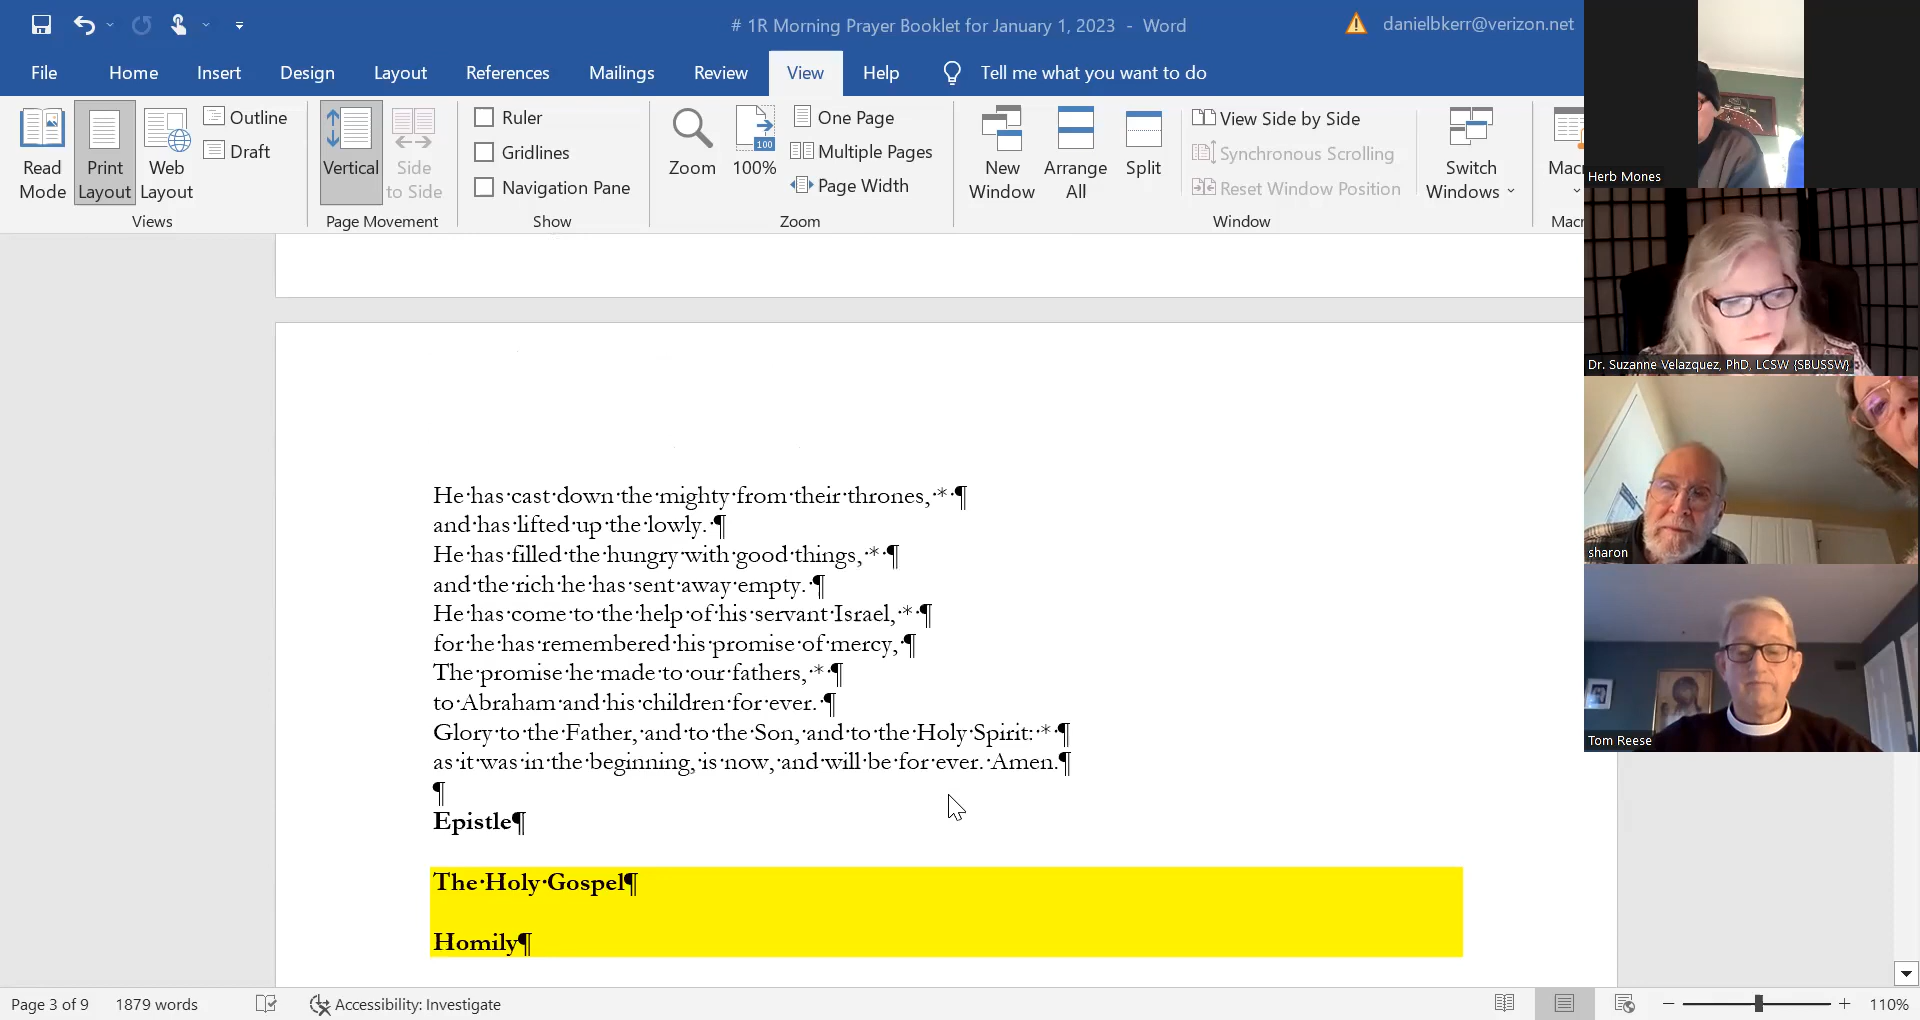 # 1R Morning Prayer Booklet for January 1, 2023 - Word
danielbkerr@verizon.net
File Home Insert Design Layout References Mailings Review View Help Tell me what you want to do
Read Mode
Print Layout
Web Layout
Outline
Draft
Views
Vertical
Side to Side
Page Movement
Ruler
Gridlines
Navigation Pane
Show
Zoom
100
100%
One Page
Multiple Pages
Page Width
Zoom
New Window
Arrange All
Split
View Side by Side
Synchronous Scrolling
Reset Window Position
Window
Switch Windows
Macr
Macr
He·has·cast·down·the·mighty·from·their·thrones,·*·¶
and·has·lifted·up·the·lowly.·¶
He·has·filled·the·hungry·with·good·things,·*·¶
and·the·rich·he·has·sent·away·empty.·¶
He·has·come·to·the·help·of·his·servant·Israel,·*·¶
for·he·has·remembered·his·promise·of·mercy,·¶
The·promise·he·made·to·our·fathers,·*·¶
to·Abraham·and·his·children·for·ever.·¶
Glory·to·the·Father,·and·to·the·Son,·and·to·the·Holy·Spirit:·*·¶
as·it·was·in·the·beginning,·is·now,·and·will·be·for·ever.·Amen.¶
¶
Epistle¶
The·Holy·Gospel¶
Homily¶
Herb Mones
Dr. Suzanne Velazquez, PhD, LCSW {SBUSSW}
sharon
Tom Reese
Page 3 of 9 1879 words Accessibility: Investigate 110%